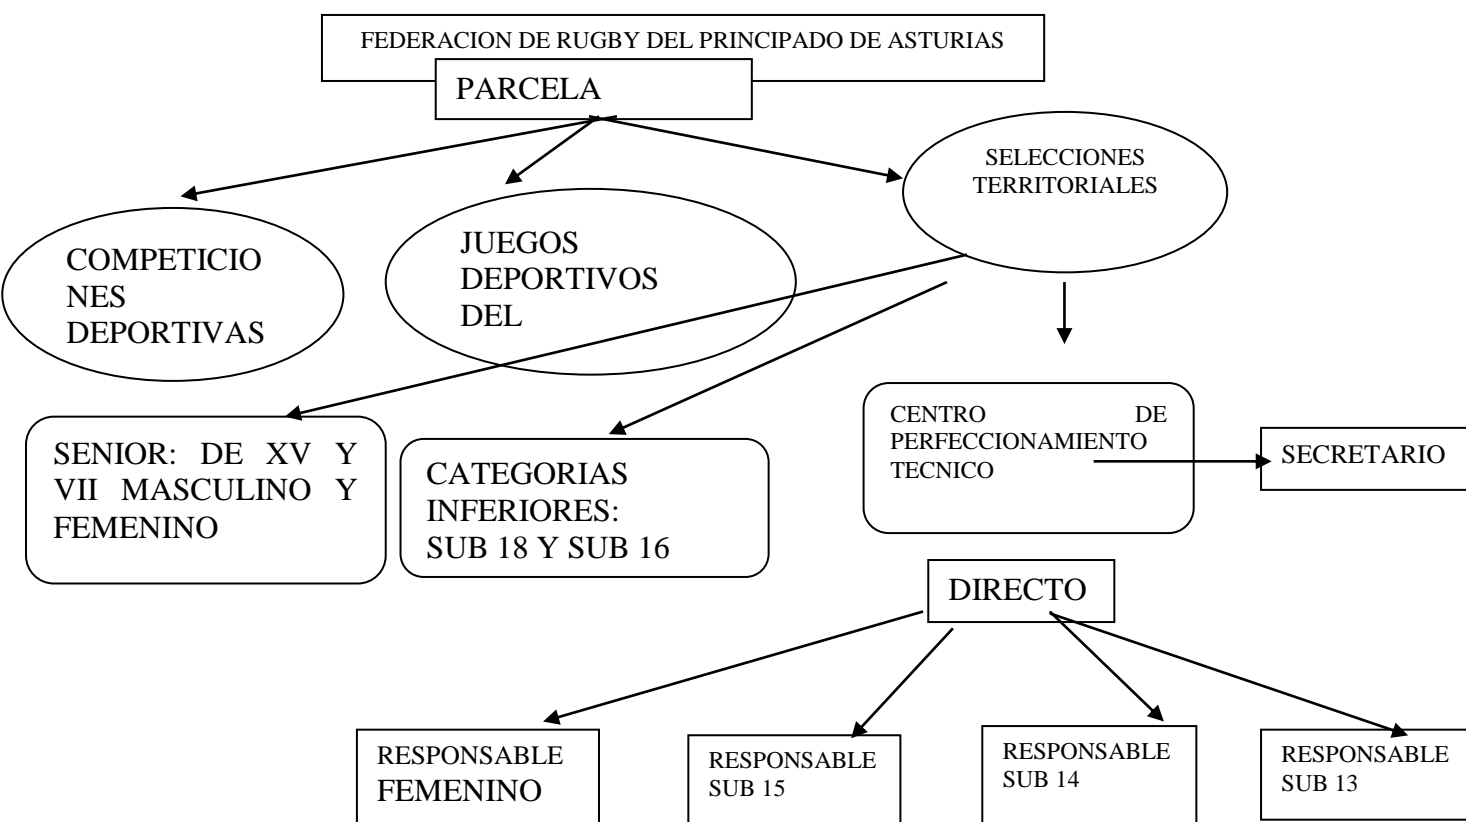 FEDERACION DE RUGBY DEL PRINCIPADO DE ASTURIAS
PARCELA
SELECCIONES
TERRITORIALES
COMPETICIO
NES
DEPORTIVAS
JUEGOS
DEPORTIVOS
DEL
SENIOR: DE XV Y
VII MASCULINO Y
FEMENINO
CATEGORIAS
INFERIORES:
SUB 18 Y SUB 16
CENTRO DE
PERFECCIONAMIENTO
TECNICO
SECRETARIO
DIRECTO
RESPONSABLE
FEMENINO
RESPONSABLE
SUB 15
RESPONSABLE
SUB 14
RESPONSABLE
SUB 13